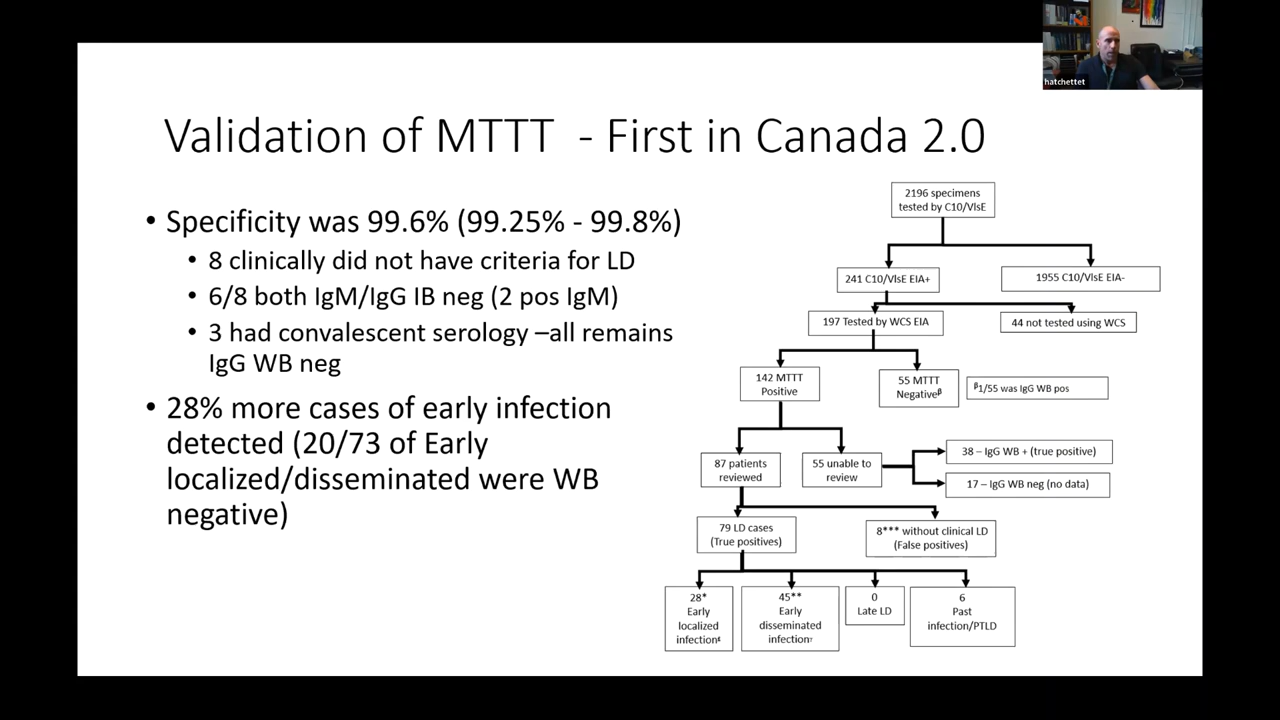 hatchettet
Validation of MTTT - First in Canada 2.0
• Specificity was 99.6% (99.25% - 99.8%)
• 8 clinically did not have criteria for LD
• 6/8 both IgM/IgG IB neg (2 pos IgM)
• 3 had convalescent serology –all remains
IgG WB neg
• 28% more cases of early infection
detected (20/73 of Early
localized/disseminated were WB
negative)
2196 specimens
tested by C10/VlsE
241 C10/VlsE EIA+
1955 C10/VlsE EIA-
197 Tested by WCS EIA
44 not tested using WCS
142 MTTT
Positive
55 MTTT
Negativeᵝ
ᵝ1/55 was IgG WB pos
87 patients
reviewed
55 unable to
review
38 – IgG WB + (true positive)
17 – IgG WB neg (no data)
79 LD cases
(True positives)
8*** without clinical LD
(False positives)
28*
Early
localized
infection
45**
Early
disseminated
infection
0
Late LD
6
Past
infection/PTLD